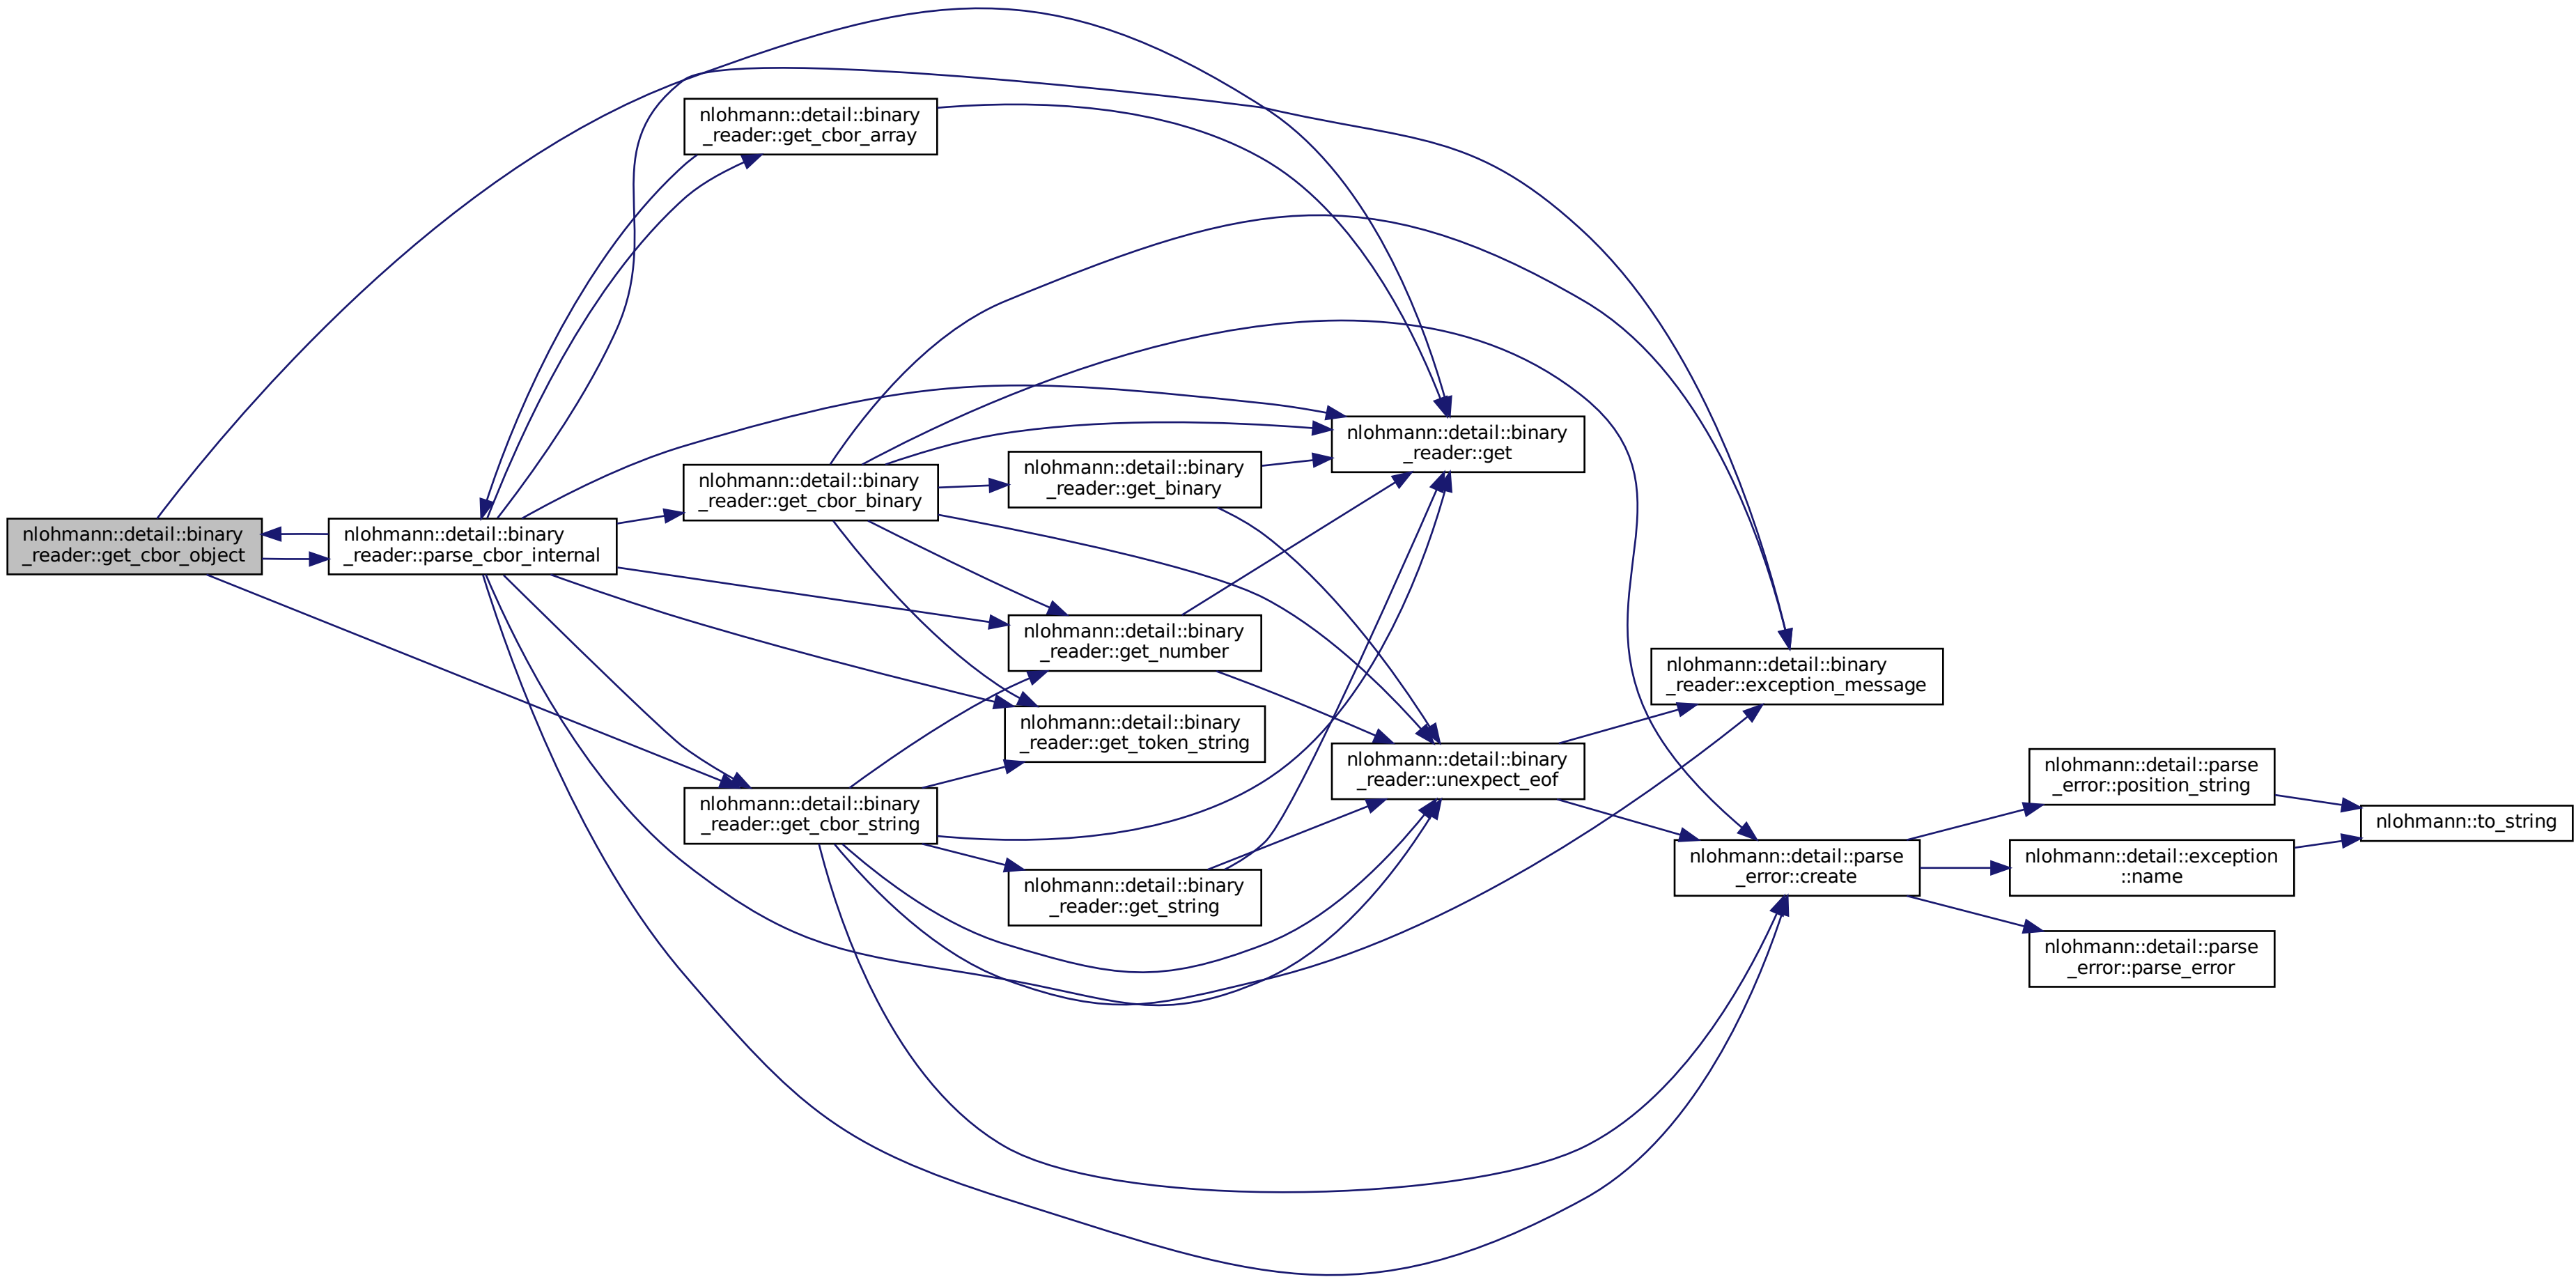 nlohmann::detail::binary
_reader::get_cbor_object
nlohmann::detail::binary
_reader::parse_cbor_internal
nlohmann::detail::binary
_reader::get_cbor_array
nlohmann::detail::binary
_reader::get_cbor_binary
nlohmann::detail::binary
_reader::get_cbor_string
nlohmann::detail::binary
_reader::get_binary
nlohmann::detail::binary
_reader::get_number
nlohmann::detail::binary
_reader::get_token_string
nlohmann::detail::binary
_reader::get_string
nlohmann::detail::binary
_reader::get
nlohmann::detail::binary
_reader::unexpect_eof
nlohmann::detail::binary
_reader::exception_message
nlohmann::detail::parse
_error::create
nlohmann::detail::parse
_error::position_string
nlohmann::detail::exception
::name
nlohmann::detail::parse
_error::parse_error
nlohmann::to_string